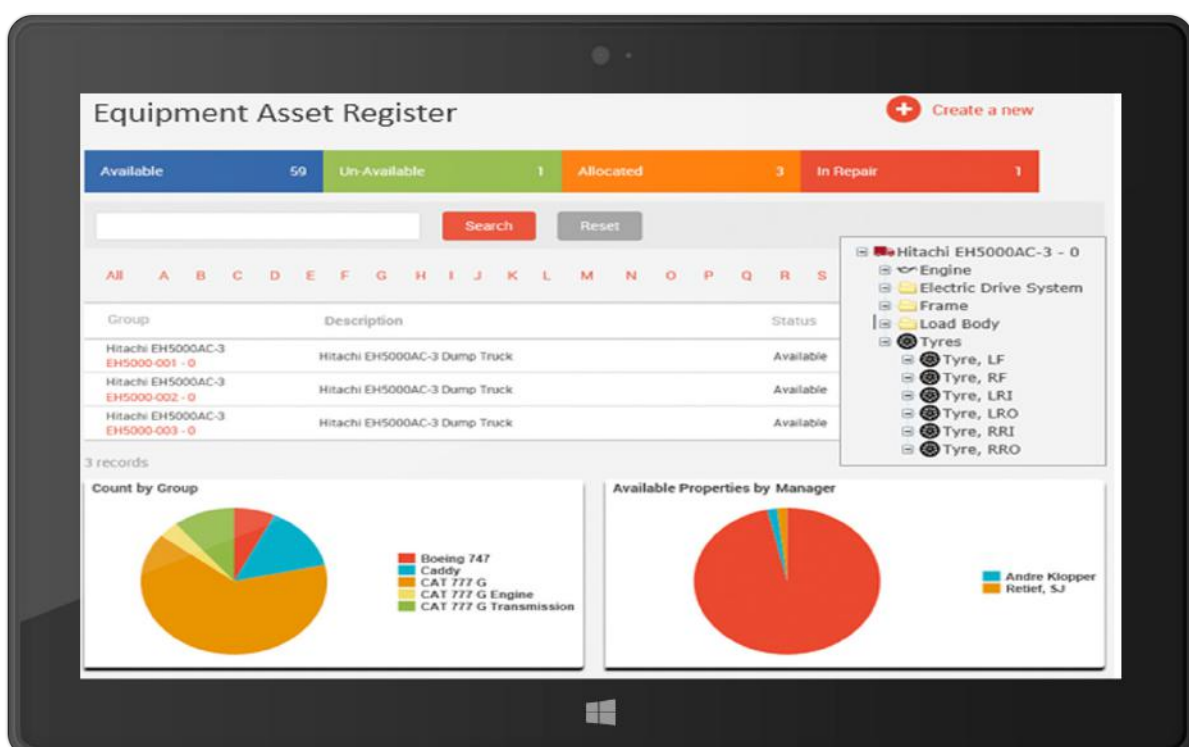 Equipment Asset Register
Create a new
Available 59 Un-Available 1 Allocated 3 In Repair 1
Search Reset
All A B C D E F G H I J K L M N O P Q R S
Group Description Status
Hitachi EH5000AC-3
EH5000-001 - 0
Hitachi EH5000AC-3 Dump Truck Available
Hitachi EH5000AC-3
EH5000-002 - 0
Hitachi EH5000AC-3 Dump Truck Available
Hitachi EH5000AC-3
EH5000-003 - 0
Hitachi EH5000AC-3 Dump Truck Available
3 records
Hitachi EH5000AC-3 - 0
Engine
Electric Drive System
Frame
Load Body
Tyres
Tyre, LF
Tyre, RF
Tyre, LRI
Tyre, LRO
Tyre, RRI
Tyre, RRO
Count by Group
Boeing 747
Caddy
CAT 777 G
CAT 777 G Engine
CAT 777 G Transmission
Available Properties by Manager
Andre Klopper
Retief, SJ